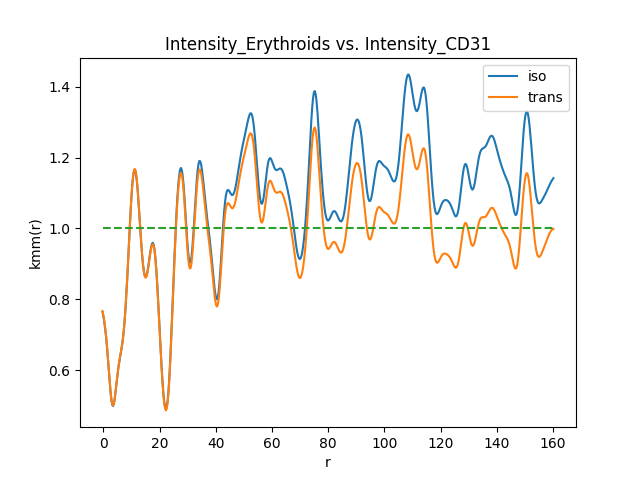 Intensity_Erythroids vs. Intensity_CD31
iso
trans
kmm(r)
1.4
1.2
1.0
0.8
0.6
0 20 40 60 80 100 120 140 160
r